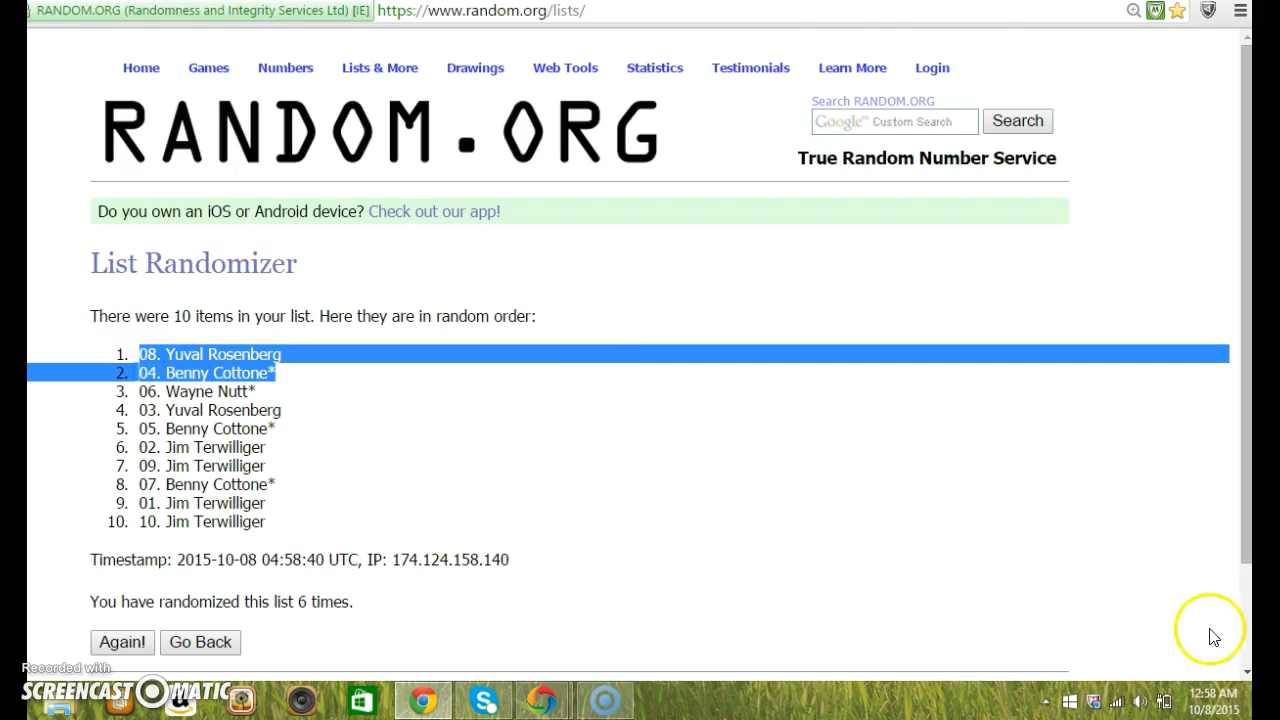 RANDOM.ORG (Randomness and Integrity Services Ltd) [IE] https://www.random.org/lists/
Home Games Numbers Lists & More Drawings Web Tools Statistics Testimonials Learn More Login
RANDOM.ORG
Search RANDOM.ORG
Google™ Custom Search Search
True Random Number Service
Do you own an iOS or Android device? Check out our app!
List Randomizer
There were 10 items in your list. Here they are in random order:
1. 08. Yuval Rosenberg
2. 04. Benny Cottone*
3. 06. Wayne Nutt*
4. 03. Yuval Rosenberg
5. 05. Benny Cottone*
6. 02. Jim Terwilliger
7. 09. Jim Terwilliger
8. 07. Benny Cottone*
9. 01. Jim Terwilliger
10. 10. Jim Terwilliger
Timestamp: 2015-10-08 04:58:40 UTC, IP: 174.124.158.140
You have randomized this list 6 times.
Again! Go Back
Recorded with
SCREENCAST-O-MATIC
12:58 AM
10/8/2015